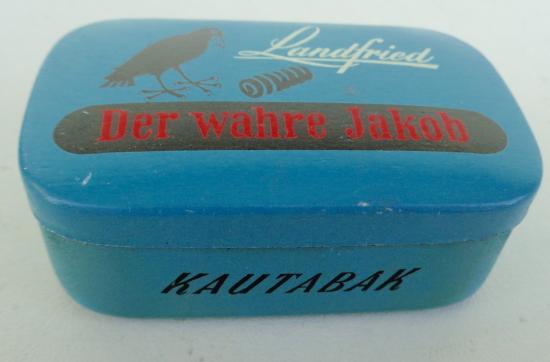 Landfried
Der wahre Jakob
KAUTABAK